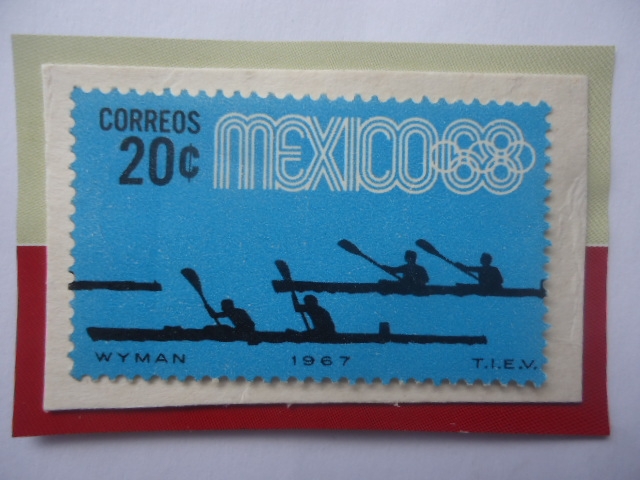 CORREOS
20¢
MEXICO68
WYMAN 1967 T.I.E.V.